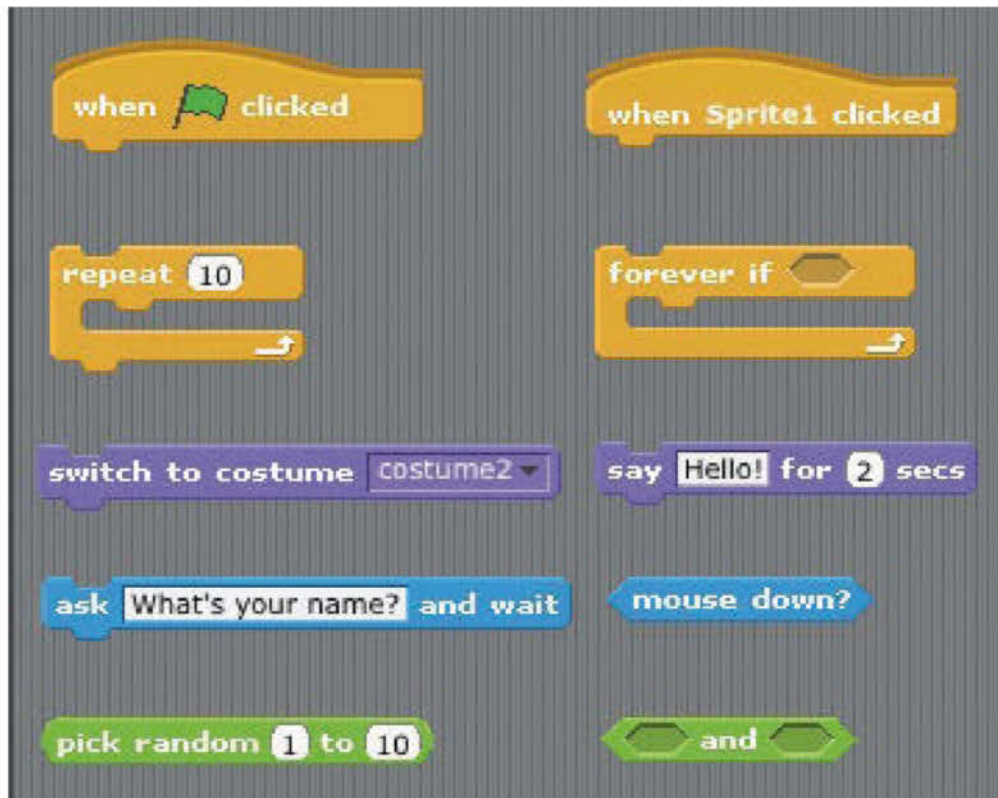 when clicked
when Sprite1 clicked
repeat 10
forever if
switch to costume costume2
say Hello! for 2 secs
ask What's your name? and wait
mouse down?
pick random 1 to 10
and